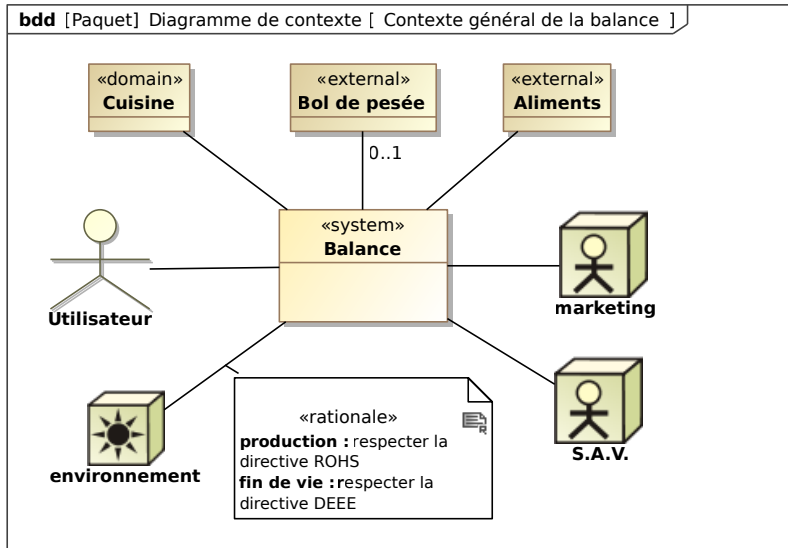 bdd [Paquet] Diagramme de contexte [ Contexte général de la balance ]
«domain»
Cuisine
«external»
Bol de pesée
«external»
Aliments
0..1
«system»
Balance
Utilisateur
marketing
environnement
S.A.V.
«rationale»
production : respecter la
directive ROHS
fin de vie : respecter la
directive DEEE
R